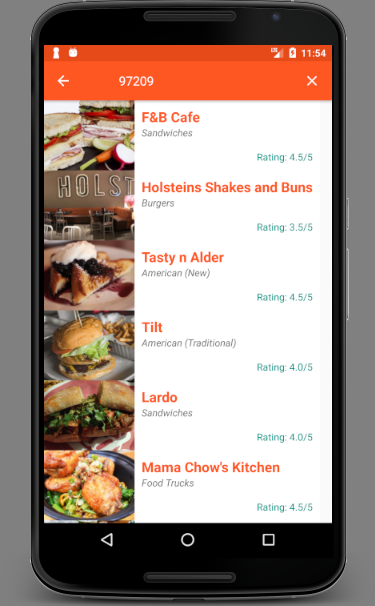 11:54
97209
F&B Cafe
Sandwiches
Rating: 4.5/5
HOLST
Holsteins Shakes and Buns
Burgers
Rating: 3.5/5
Tasty n Alder
American (New)
Rating: 4.5/5
Tilt
American (Traditional)
Rating: 4.0/5
Lardo
Sandwiches
Rating: 4.0/5
Mama Chow's Kitchen
Food Trucks
Rating: 4.5/5